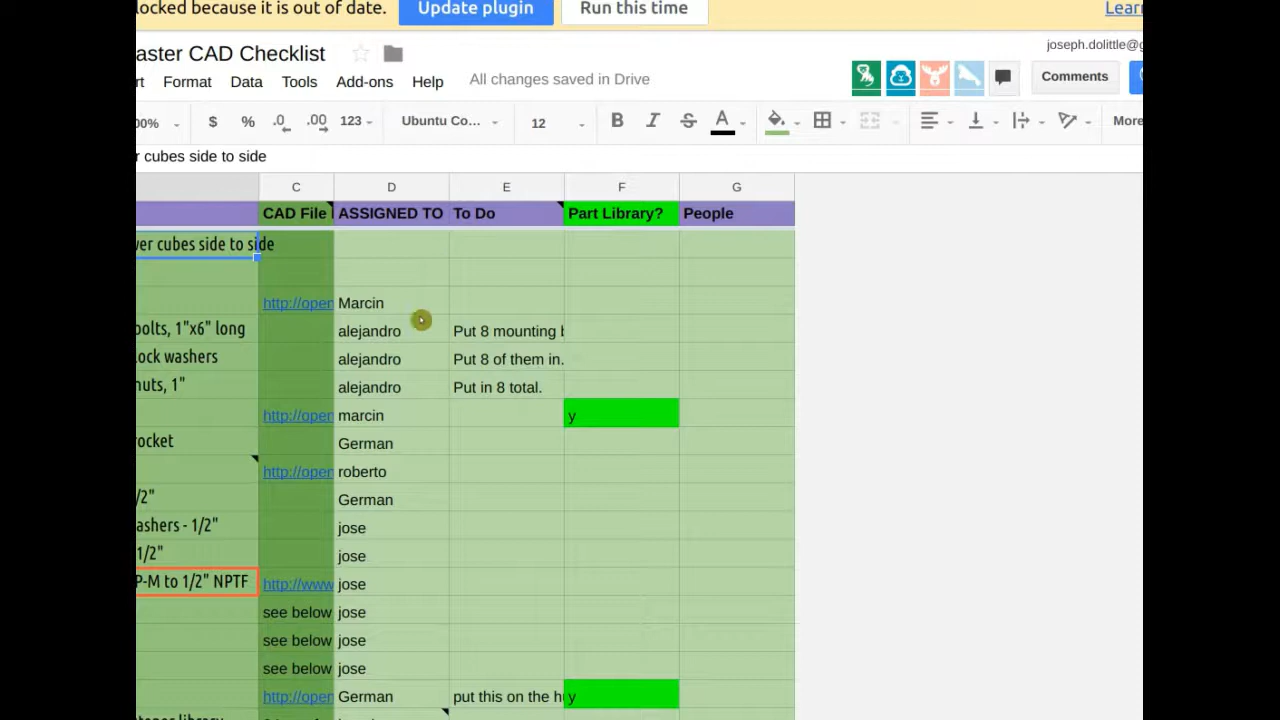 locked because it is out of date. Update plugin Run this time Lear
aster CAD Checklist
joseph.dolittle@g
rt Format Data Tools Add-ons Help All changes saved in Drive
Comments
00% $ % .0 .00 123 Ubuntu Co... 12 B I S A More
r cubes side to side
C D E F G
CAD File ASSIGNED TO To Do Part Library? People
ver cubes side to side
http://open Marcin
bolts, 1"x6" long alejandro Put 8 mounting b
lock washers alejandro Put 8 of them in.
nuts, 1" alejandro Put in 8 total.
http://open marcin y
rocket German
http://open roberto
/2" German
ashers - 1/2" jose
1/2" jose
P-M to 1/2" NPTF http://www jose
see below jose
see below jose
see below jose
http://open German put this on the hu y